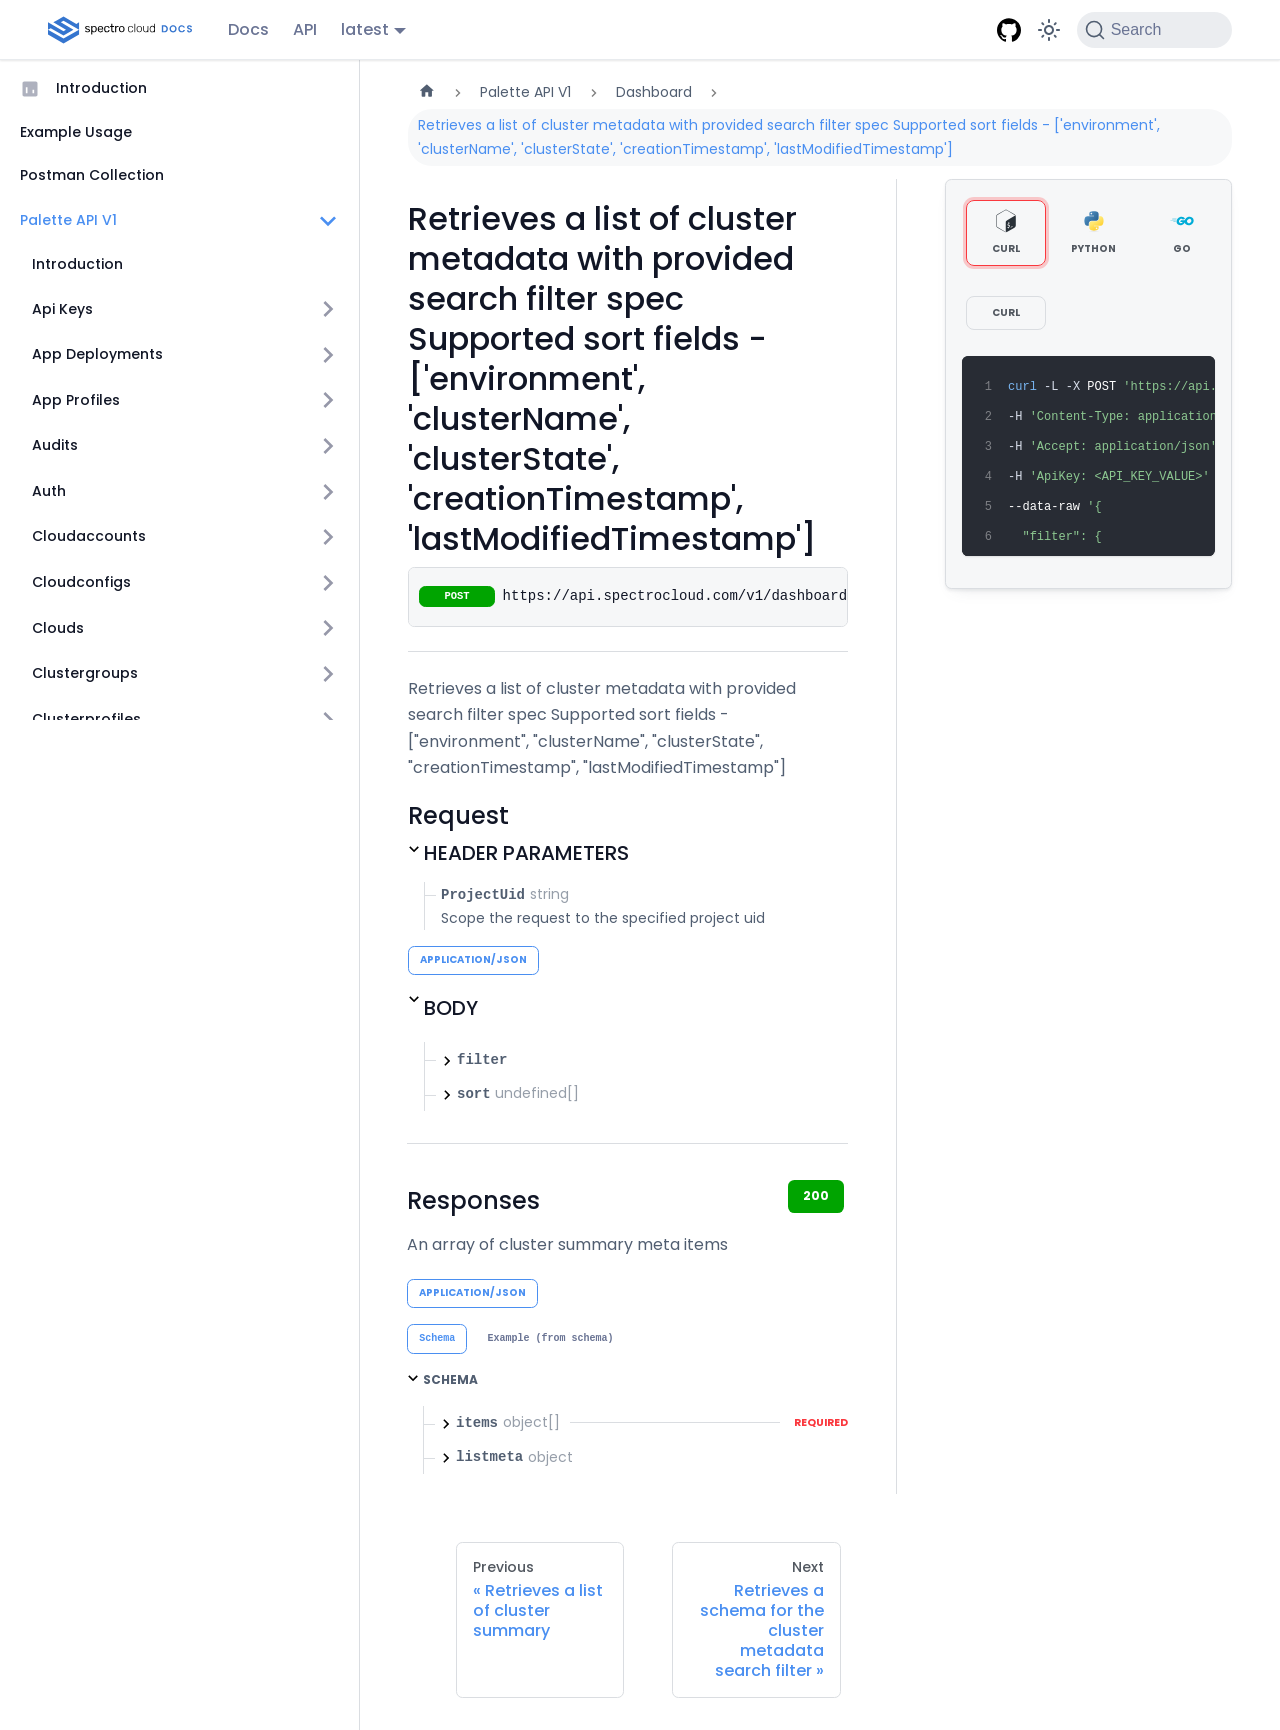 spectro cloud DOCS
Docs
API
latest
Search
Introduction
Example Usage
Postman Collection
Palette API V1
Introduction
Api Keys
App Deployments
App Profiles
Audits
Auth
Cloudaccounts
Cloudconfigs
Clouds
Clustergroups
Clusterprofiles
Palette API V1
Dashboard
Retrieves a list of cluster metadata with provided search filter spec Supported sort fields - ['environment',
'clusterName', 'clusterState', 'creationTimestamp', 'lastModifiedTimestamp']
Retrieves a list of cluster
metadata with provided
search filter spec
Supported sort fields -
['environment',
'clusterName',
'clusterState',
'creationTimestamp',
'lastModifiedTimestamp']
POST https://api.spectrocloud.com/v1/dashboard
Retrieves a list of cluster metadata with provided
search filter spec Supported sort fields -
["environment", "clusterName", "clusterState",
"creationTimestamp", "lastModifiedTimestamp"]
Request
HEADER PARAMETERS
ProjectUid string
Scope the request to the specified project uid
APPLICATION/JSON
BODY
filter
sort undefined[]
Responses
200
An array of cluster summary meta items
APPLICATION/JSON
Schema
Example (from schema)
SCHEMA
items object[] REQUIRED
listmeta object
CURL
PYTHON
GO
CURL
1 curl -L -X POST 'https://api.
2 -H 'Content-Type: application
3 -H 'Accept: application/json'
4 -H 'ApiKey: <API_KEY_VALUE>'
5 --data-raw '{
6 "filter": {
Previous
« Retrieves a list
of cluster
summary
Next
Retrieves a
schema for the
cluster
metadata
search filter »